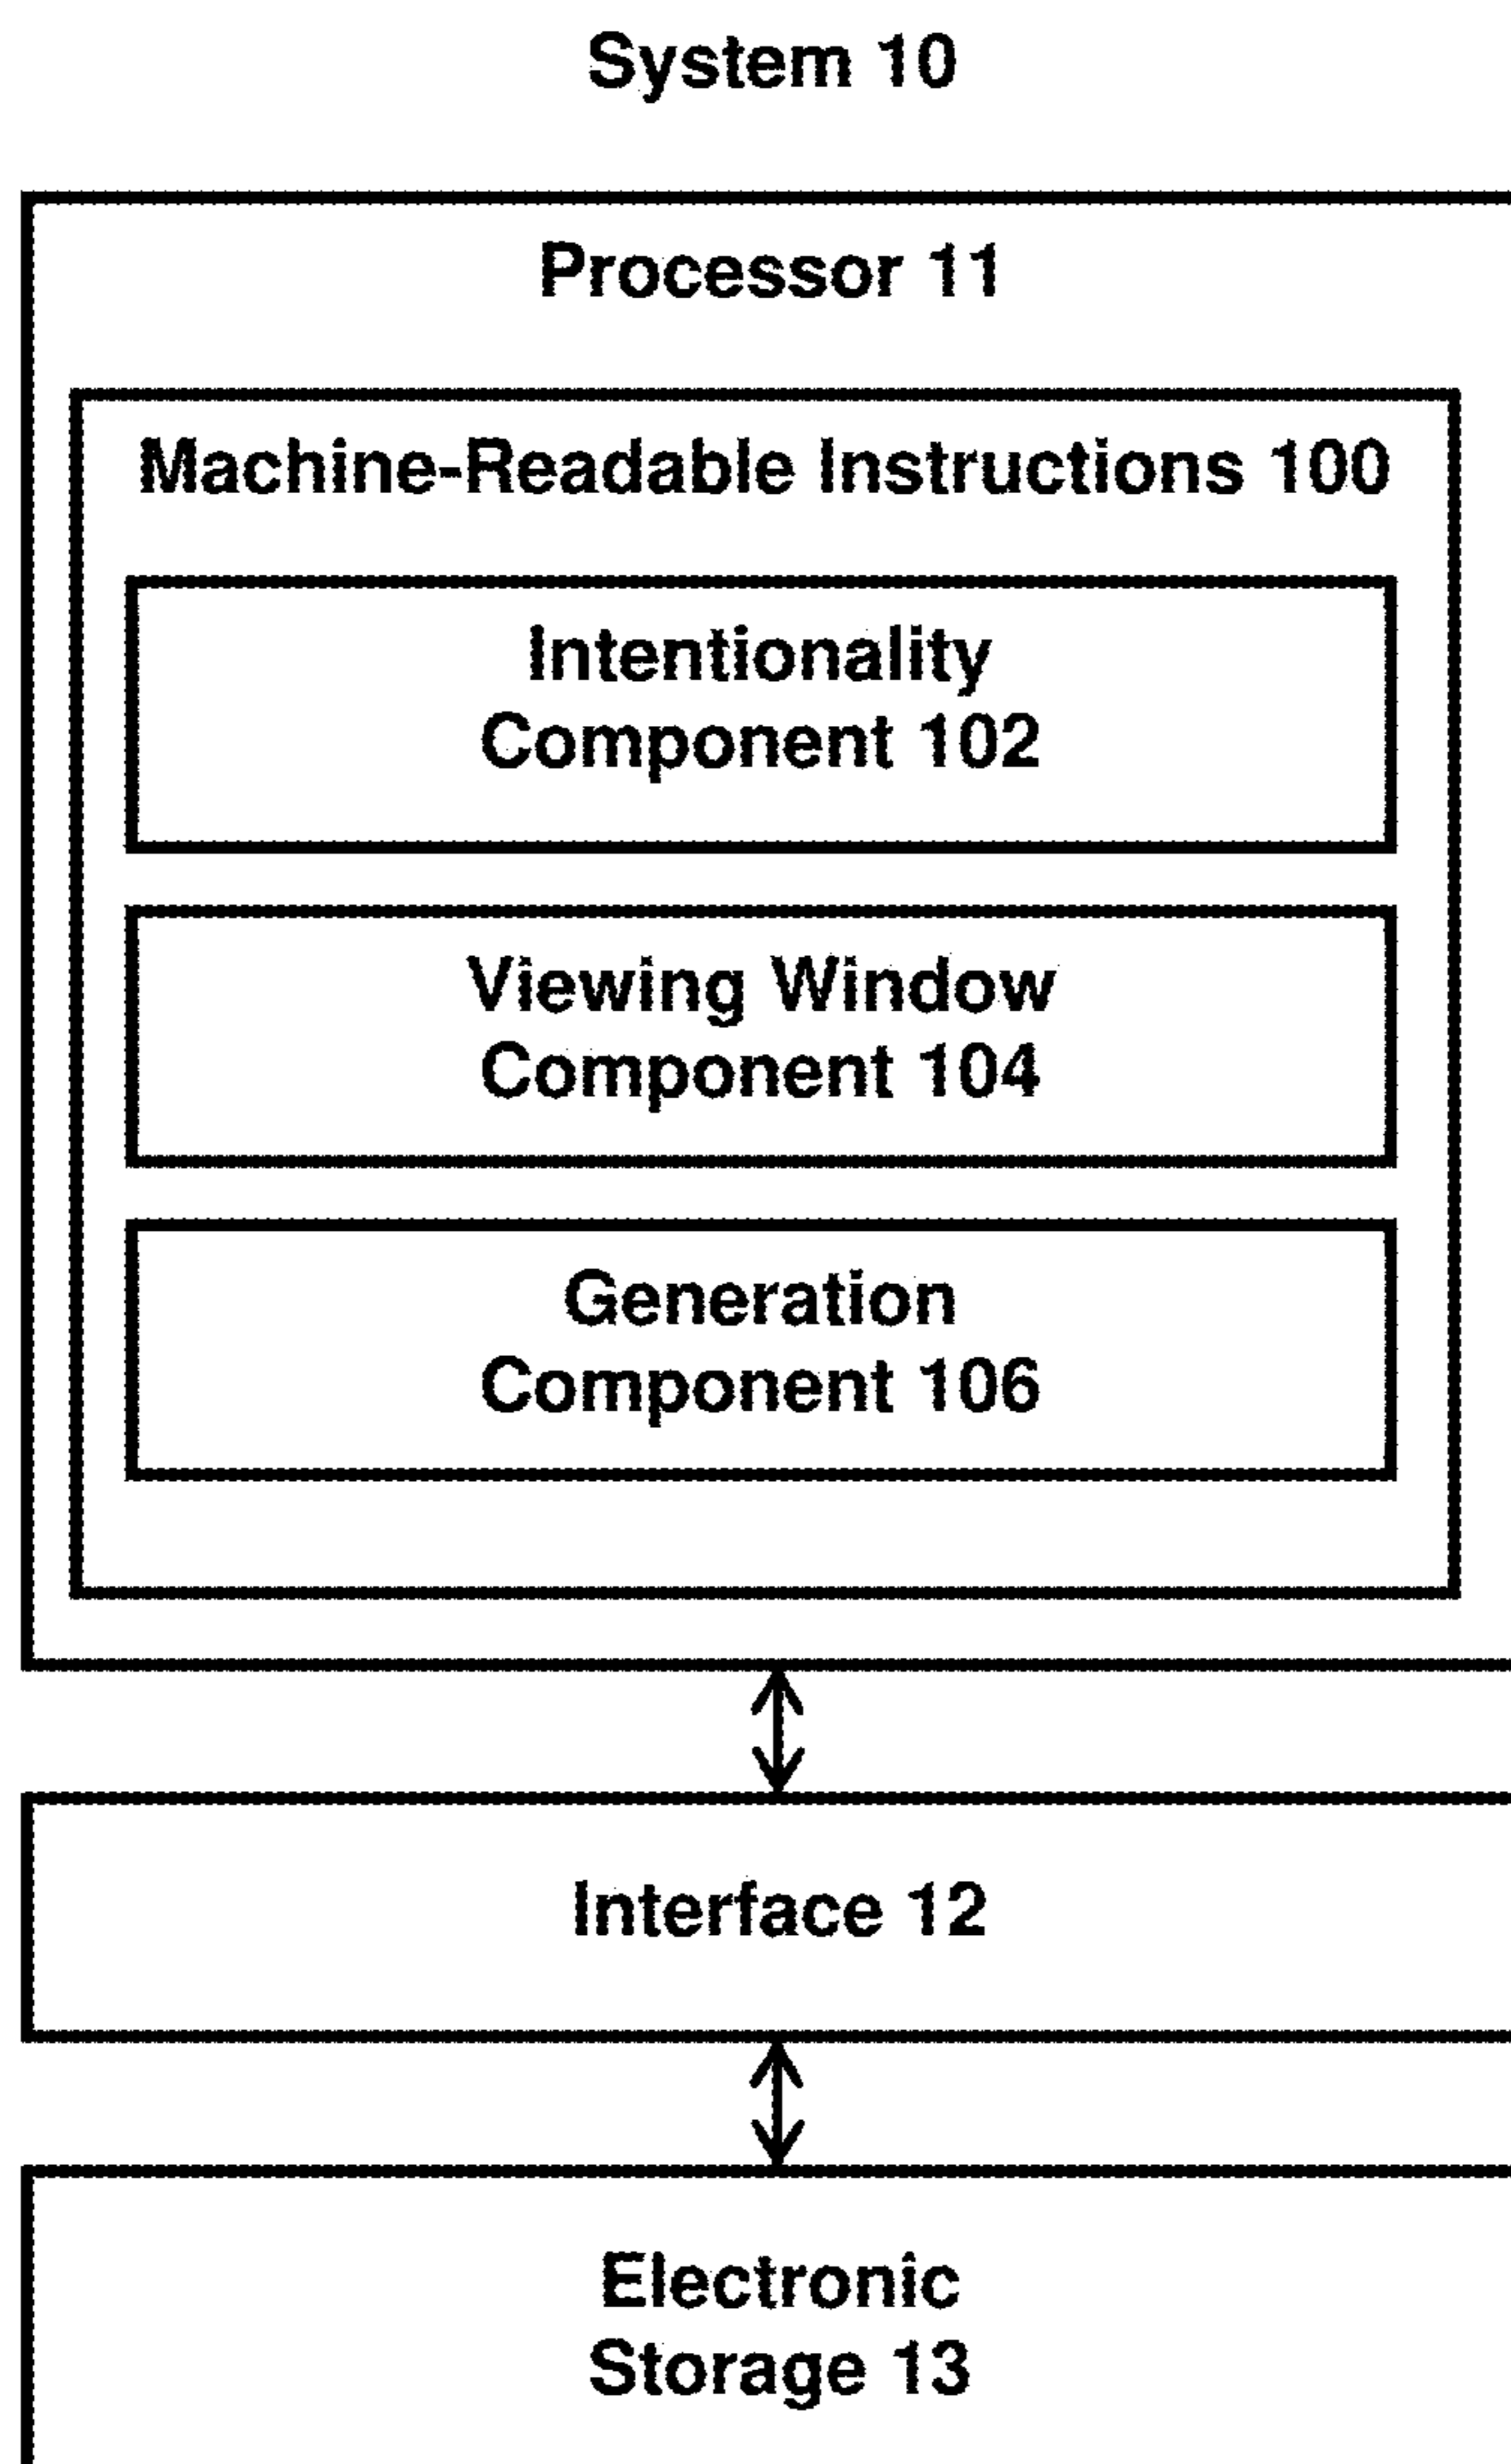 System 10
Processor 11
Machine-Readable Instructions 100
Intentionality
Component 102
Viewing Window
Component 104
Generation
Component 106
Interface 12
Electronic
Storage 13